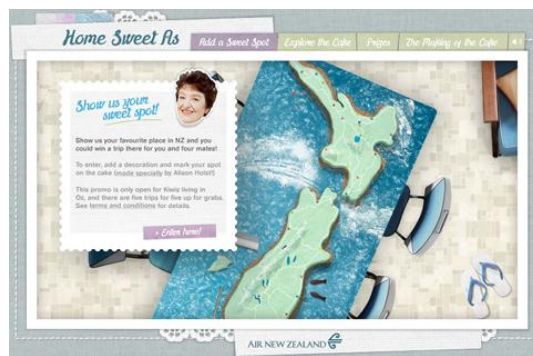 Home Sweet As
Add a Sweet Spot
Explore the Cake
Prizes
The Making of the Cake
Show us your
sweet spot!
Show us your favourite place in NZ and you
could win a trip there for you and four mates!
To enter, add a decoration and mark your spot
on the cake (made specially by Alison Holst!)
This promo is only open for Kiwis living in
Oz, and there are five trips for five up for grabs.
See terms and conditions for details.
> Enter here!
AIR NEW ZEALAND